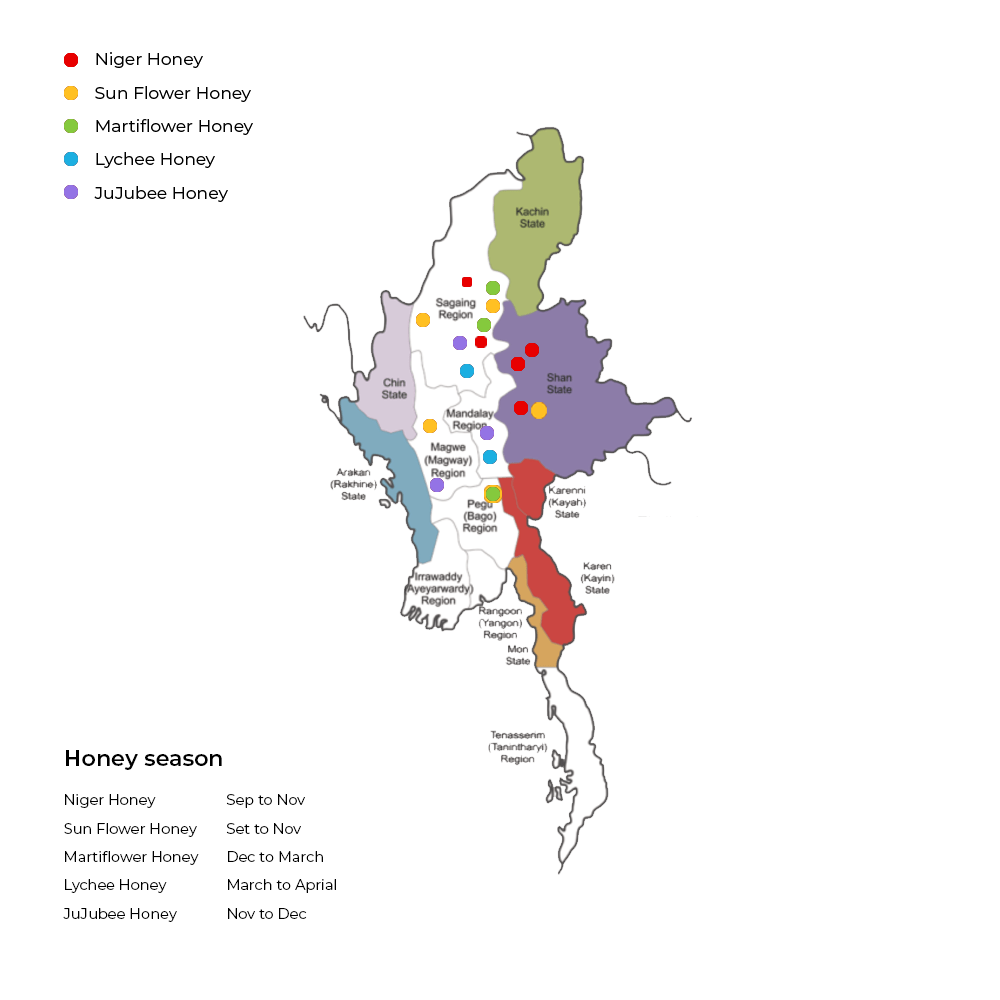 Niger Honey
Sun Flower Honey
Martiflower Honey
Lychee Honey
JuJubee Honey
Kachin
State
Sagaing
Region
Chin
State
Shan
State
Mandalay
Region
Magwe
(Magway)
Region
Arakan
(Rakhine)
State
Karenni
(Kayah)
State
Pegu
(Bago)
Region
Karen
(Kayin)
State
Irrawaddy
(Ayeyarwardy)
Region
Rangoon
(Yangon)
Region
Mon
State
Tenasserim
(Tanintharyi)
Region
Honey season
Niger Honey Sep to Nov
Sun Flower Honey Set to Nov
Martiflower Honey Dec to March
Lychee Honey March to Aprial
JuJubee Honey Nov to Dec